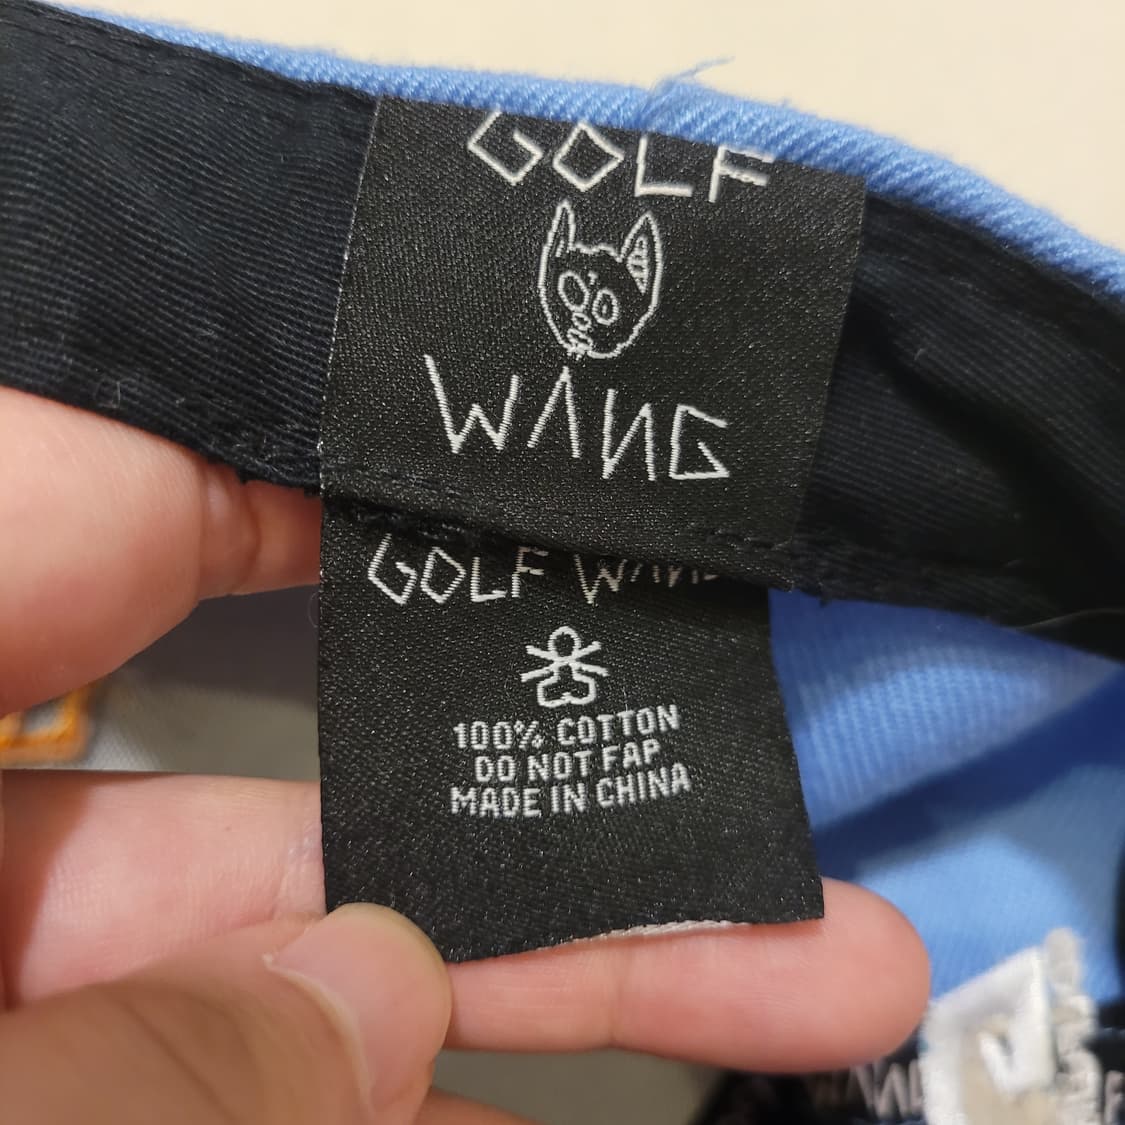 GOLF
WANG
GOLF WANG
100% COTTON
DO NOT FAP
MADE IN CHINA